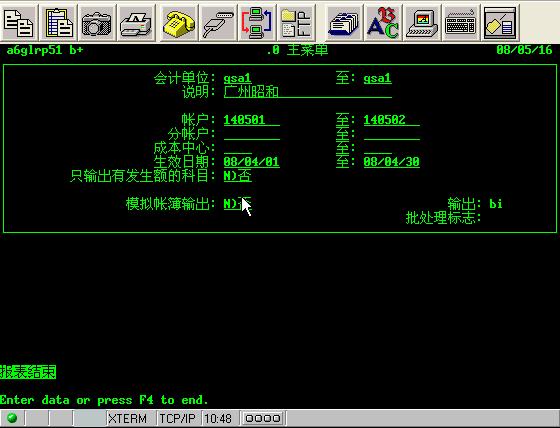 a6glrp51 b+ .0 主菜单 08/05/16
会计单位: gsa1 至: gsa1
说明: 广州昭和
帐户: 140501 至: 140502
分帐户: 至:
成本中心: 至:
生效日期: 08/04/01 至: 08/04/30
只输出有发生额的科目: N)否
模拟帐簿输出: N)否 输出: bi
批处理标志:
报表结束
Enter data or press F4 to end.
XTERM TCP/IP 10:48